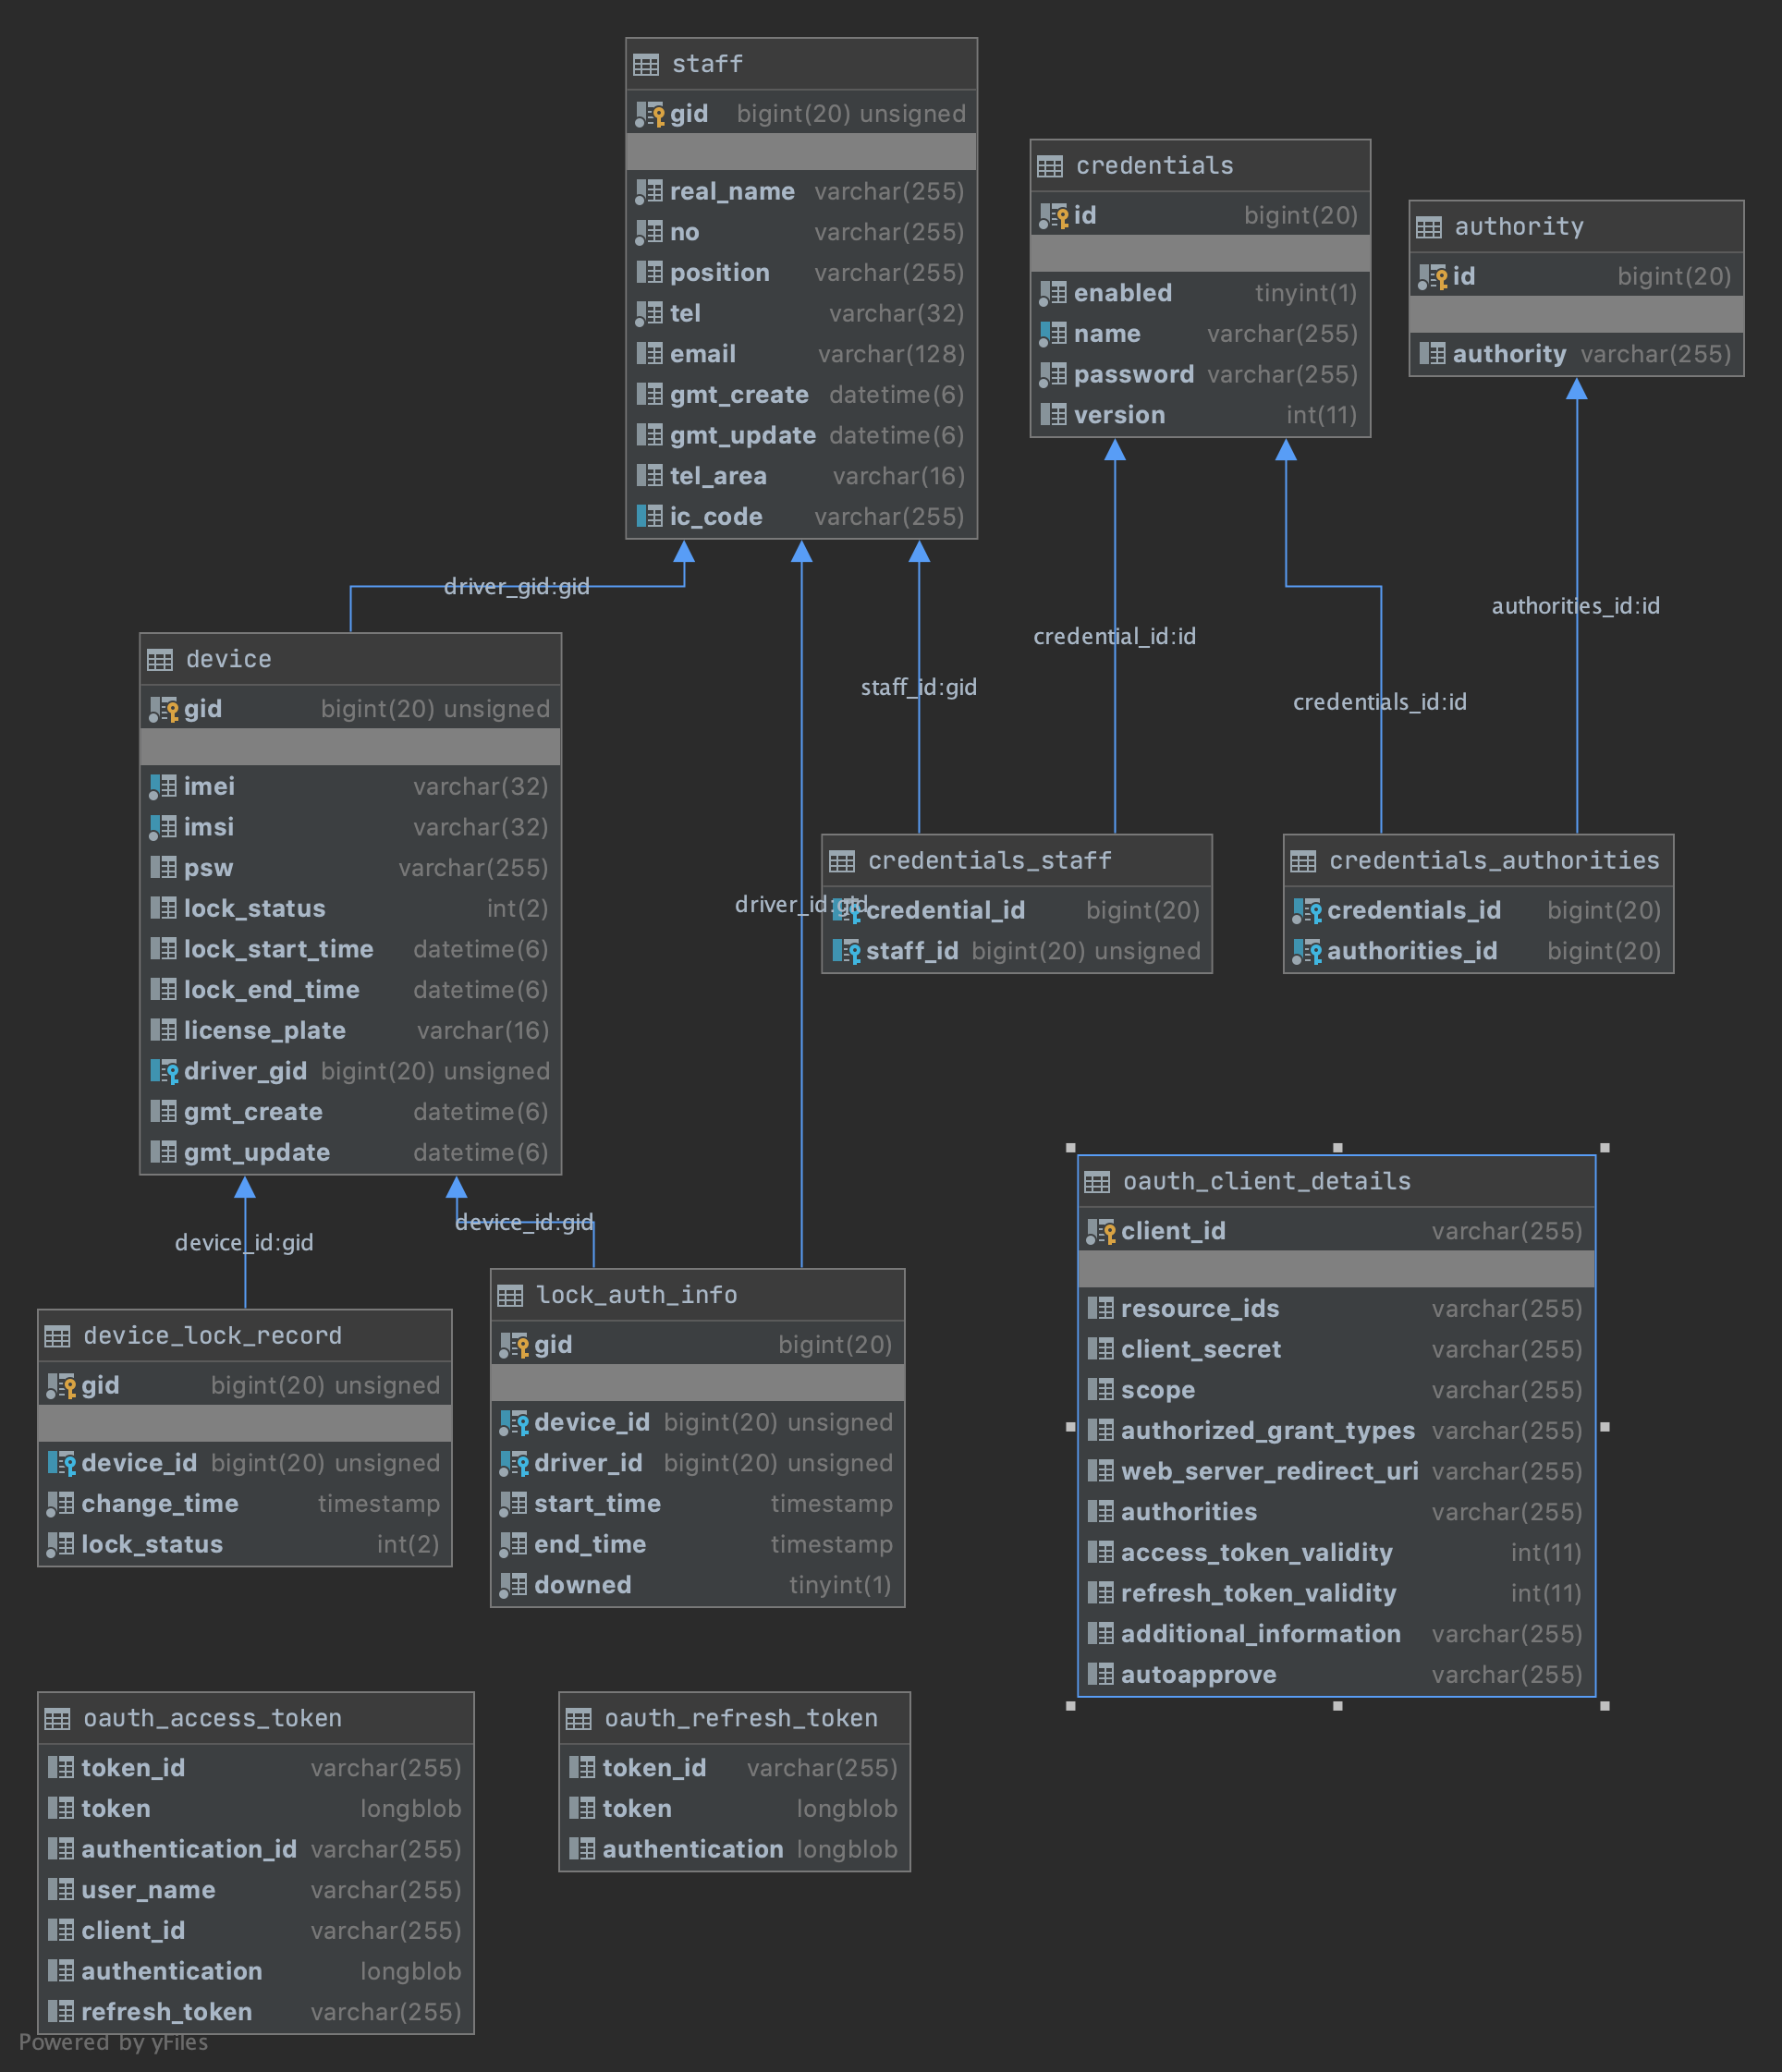 staff
gid bigint(20) unsigned
real_name varchar(255)
no varchar(255)
position varchar(255)
tel varchar(32)
email varchar(128)
gmt_create datetime(6)
gmt_update datetime(6)
tel_area varchar(16)
ic_code varchar(255)
credentials
id bigint(20)
enabled tinyint(1)
name varchar(255)
password varchar(255)
version int(11)
authority
id bigint(20)
authority varchar(255)
driver_gid:gid
credential_id:id
authorities_id:id
staff_id:gid
credentials_id:id
driver_id:gid
device
gid bigint(20) unsigned
imei varchar(32)
imsi varchar(32)
psw varchar(255)
lock_status int(2)
lock_start_time datetime(6)
lock_end_time datetime(6)
license_plate varchar(16)
driver_gid bigint(20) unsigned
gmt_create datetime(6)
gmt_update datetime(6)
credentials_staff
credential_id bigint(20)
staff_id bigint(20) unsigned
credentials_authorities
credentials_id bigint(20)
authorities_id bigint(20)
device_id:gid
device_id:gid
device_lock_record
gid bigint(20) unsigned
device_id bigint(20) unsigned
change_time timestamp
lock_status int(2)
lock_auth_info
gid bigint(20)
device_id bigint(20) unsigned
driver_id bigint(20) unsigned
start_time timestamp
end_time timestamp
downed tinyint(1)
oauth_client_details
client_id varchar(255)
resource_ids varchar(255)
client_secret varchar(255)
scope varchar(255)
authorized_grant_types varchar(255)
web_server_redirect_uri varchar(255)
authorities varchar(255)
access_token_validity int(11)
refresh_token_validity int(11)
additional_information varchar(255)
autoapprove varchar(255)
oauth_access_token
token_id varchar(255)
token longblob
authentication_id varchar(255)
user_name varchar(255)
client_id varchar(255)
authentication longblob
refresh_token varchar(255)
oauth_refresh_token
token_id varchar(255)
token longblob
authentication longblob
Powered by yFiles